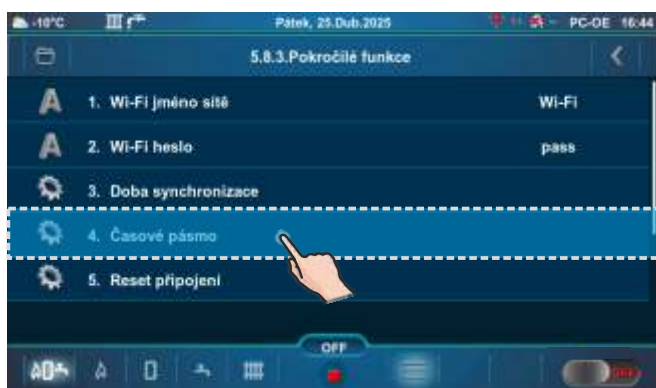 -10°C Pátek, 25.Dub.2025 PC-OE 16:44
5.8.3.Pokročilé funkce
1. Wi-Fi jméno sítě Wi-Fi
2. Wi-Fi heslo pass
3. Doba synchronizace
4. Časové pásmo
5. Reset připojení
OFF